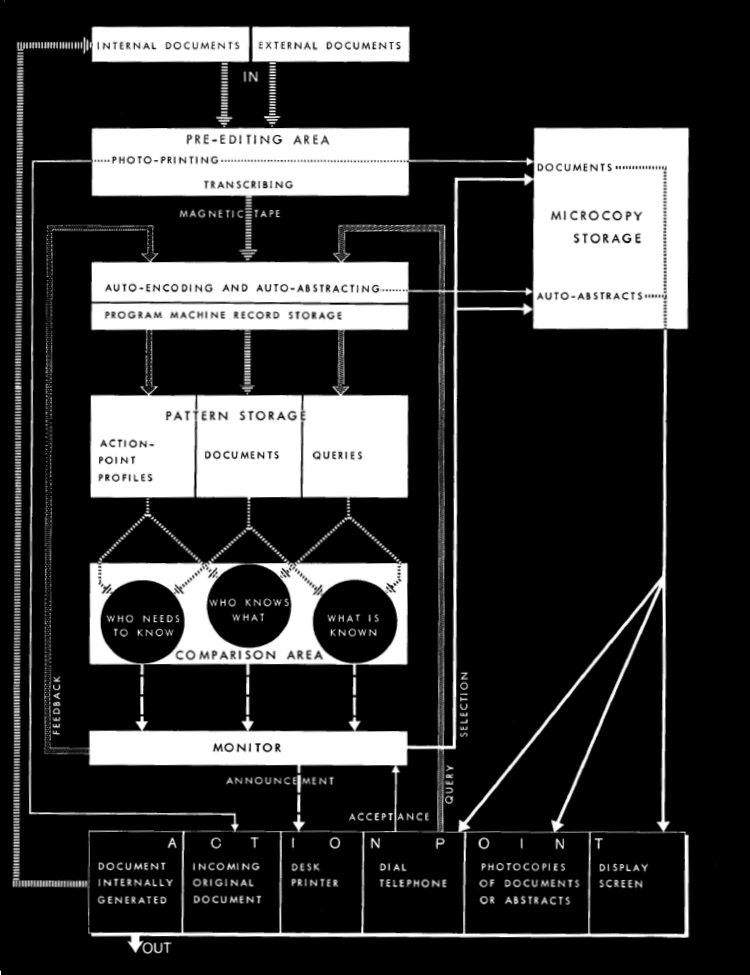 INTERNAL DOCUMENTS
EXTERNAL DOCUMENTS
IN
PRE-EDITING AREA
PHOTO-PRINTING
TRANSCRIBING
DOCUMENTS
MICROCOPY
STORAGE
AUTO-ABSTRACTS
MAGNETIC TAPE
AUTO-ENCODING AND AUTO-ABSTRACTING
PROGRAM MACHINE RECORD STORAGE
PATTERN STORAGE
ACTION-
POINT
PROFILES
DOCUMENTS
QUERIES
WHO NEEDS
TO KNOW
WHO KNOWS
WHAT
WHAT IS
KNOWN
COMPARISON AREA
FEEDBACK
SELECTION
MONITOR
ANNOUNCEMENT
ACCEPTANCE
QUERY
ACTION POINT
DOCUMENT
INTERNALLY
GENERATED
INCOMING
ORIGINAL
DOCUMENT
DESK
PRINTER
DIAL
TELEPHONE
PHOTOCOPIES
OF DOCUMENTS
OR ABSTRACTS
DISPLAY
SCREEN
OUT